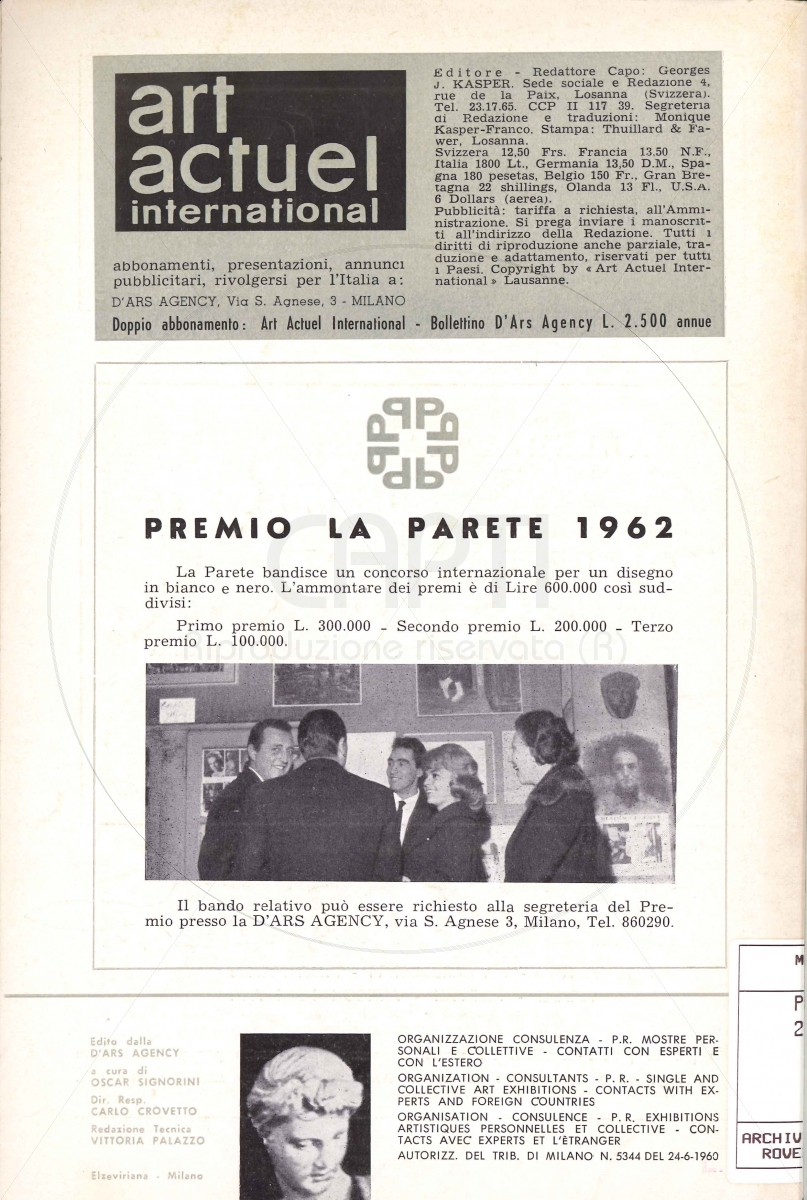 art
actuel
international
abbonamenti, presentazioni, annunci
pubblicitari, rivolgersi per l'Italia a:
D'ARS AGENCY, Via S. Agnese, 3 - MILANO
Editore - Redattore Capo: Georges
J. KASPER. Sede sociale e Redazione 4,
rue de la Paix, Losanna (Svizzera).
Tel. 23.17.65. CCP II 117 39. Segreteria
di Redazione e traduzioni: Monique
Kasper-Franco. Stampa: Thuillard & Fa-
wer, Losanna.
Svizzera 12,50 Frs. Francia 13.50 N.F.,
Italia 1800 Lt., Germania 13,50 D.M., Spa-
gna 180 pesetas, Belgio 150 Fr., Gran Bre-
tagna 22 shillings, Olanda 13 Fl., U.S.A.
6 Dollars (aerea).
Pubblicità: tariffa a richiesta, all'Ammi-
nistrazione. Si prega inviare i manoscrit-
ti all'indirizzo della Redazione. Tutti i
diritti di riproduzione anche parziale, tra-
duzione e adattamento, riservati per tutti
i Paesi. Copyright by « Art Actuel Inter-
national » Lausanne.
Doppio abbonamento: Art Actuel International - Bollettino D'Ars Agency L. 2.500 annue
PREMIO LA PARETE 1962
La Parete bandisce un concorso internazionale per un disegno
in bianco e nero. L'ammontare dei premi è di Lire 600.000 così sud-
divisi:
Primo premio L. 300.000 - Secondo premio L. 200.000 - Terzo
premio L. 100.000.
CAPTI
riproduzione riservata (R)
Il bando relativo può essere richiesto alla segreteria del Pre-
mio presso la D'ARS AGENCY, via S. Agnese 3, Milano, Tel. 860290.
Edito dalla
D'ARS AGENCY
a cura di
OSCAR SIGNORINI
Dir. Resp.
CARLO CROVETTO
Redazione Tecnica
VITTORIA PALAZZO
Elzeviriana - Milano
ORGANIZZAZIONE CONSULENZA - P.R. MOSTRE PER-
SONALI E COLLETTIVE - CONTATTI CON ESPERTI E
CON L'ESTERO
ORGANIZATION - CONSULTANTS - P. R. - SINGLE AND
COLLECTIVE ART EXHIBITIONS - CONTACTS WITH EX-
PERTS AND FOREIGN COUNTRIES
ORGANISATION - CONSULENCE - P. R. EXHIBITIONS
ARTISTIQUES PERSONNELLES ET COLLECTIVE - CON-
TACTS AVEC EXPERTS ET L'ÈTRANGER
AUTORIZZ. DEL TRIB. DI MILANO N. 5344 DEL 24-6-1960
M
P
2
ARCHIV
ROVE